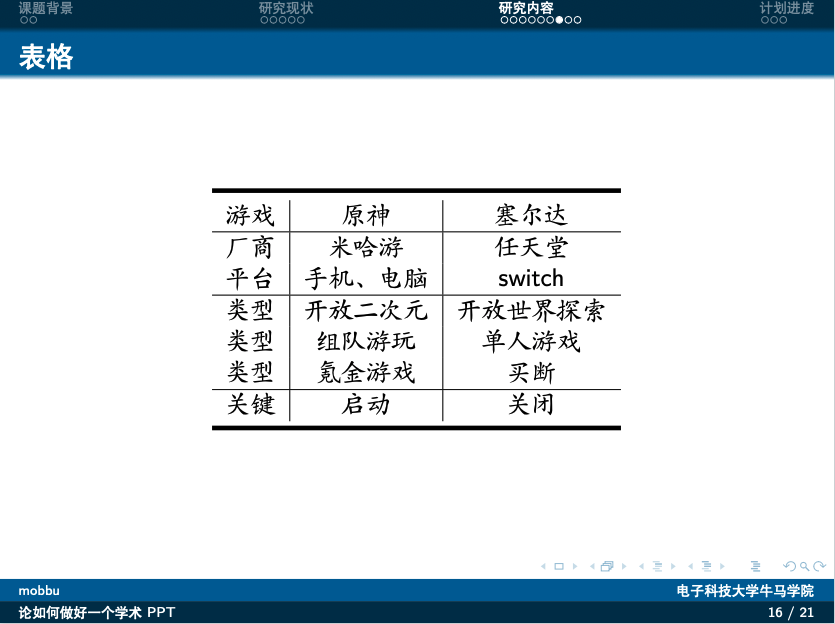 课题背景 研究现状 研究内容 计划进度
表格
游戏 原神 塞尔达
厂商 米哈游 任天堂
平台 手机、电脑 switch
类型 开放二次元 开放世界探索
类型 组队游玩 单人游戏
类型 氪金游戏 买断
关键 启动 关闭
mobbu 电子科技大学牛马学院
论如何做好一个学术 PPT 16 / 21